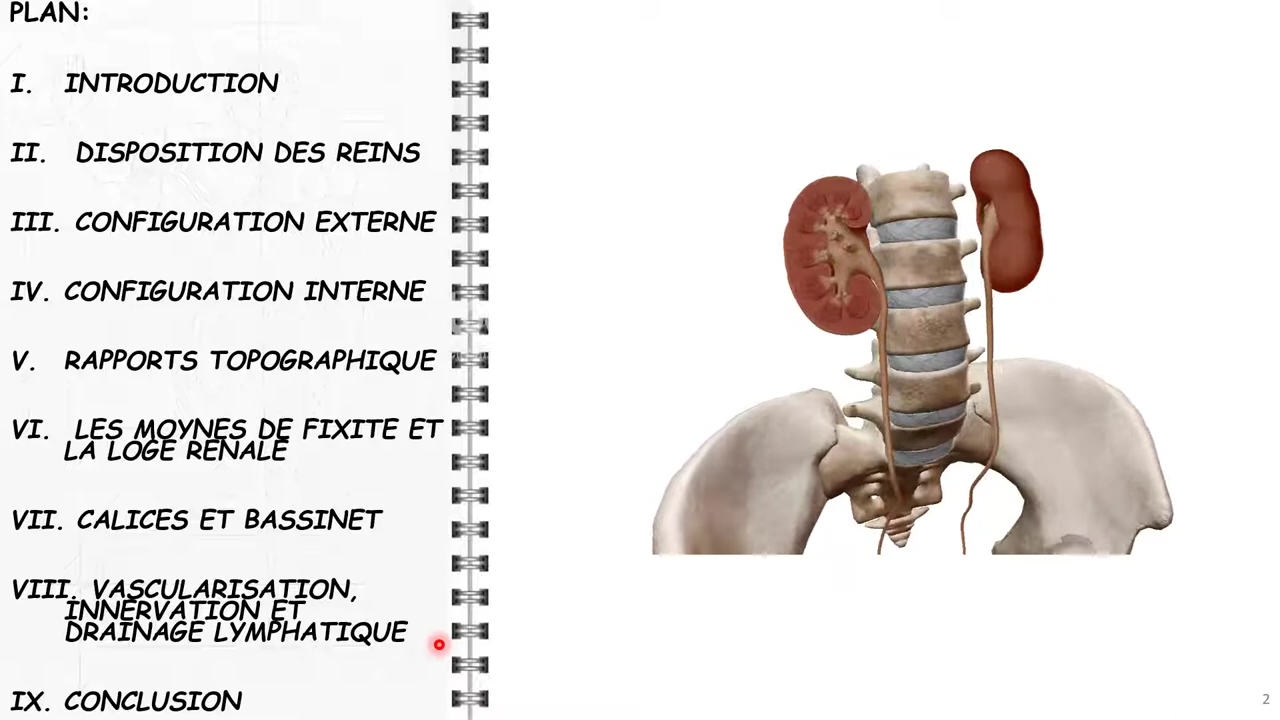 PLAN:
I. INTRODUCTION
II. DISPOSITION DES REINS
III. CONFIGURATION EXTERNE
IV. CONFIGURATION INTERNE
V. RAPPORTS TOPOGRAPHIQUE
VI. LES MOYNES DE FIXITE ET
LA LOGE RENALE
VII. CALICES ET BASSINET
VIII. VASCULARISATION,
INNERVATION ET
DRAINAGE LYMPHATIQUE
IX. CONCLUSION
2